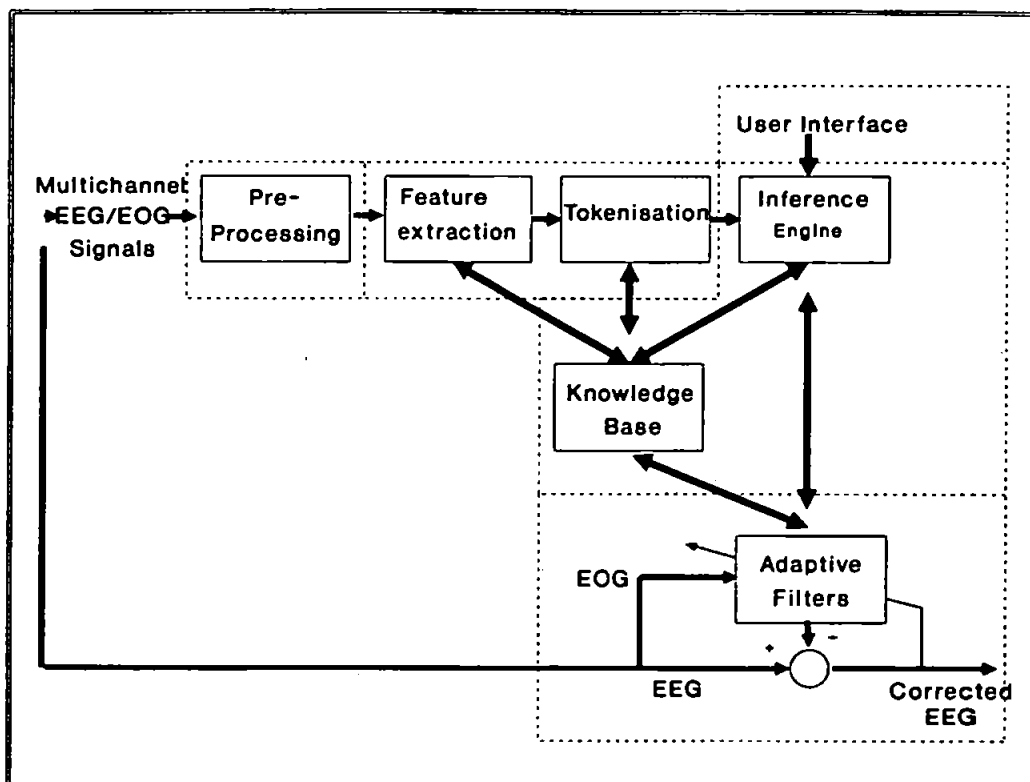 User Interface
Multichannel
EEG/EOG
Signals
Pre-
Processing
Feature
extraction
Tokenisation
Inference
Engine
Knowledge
Base
EOG
Adaptive
Filters
+
-
EEG
Corrected
EEG